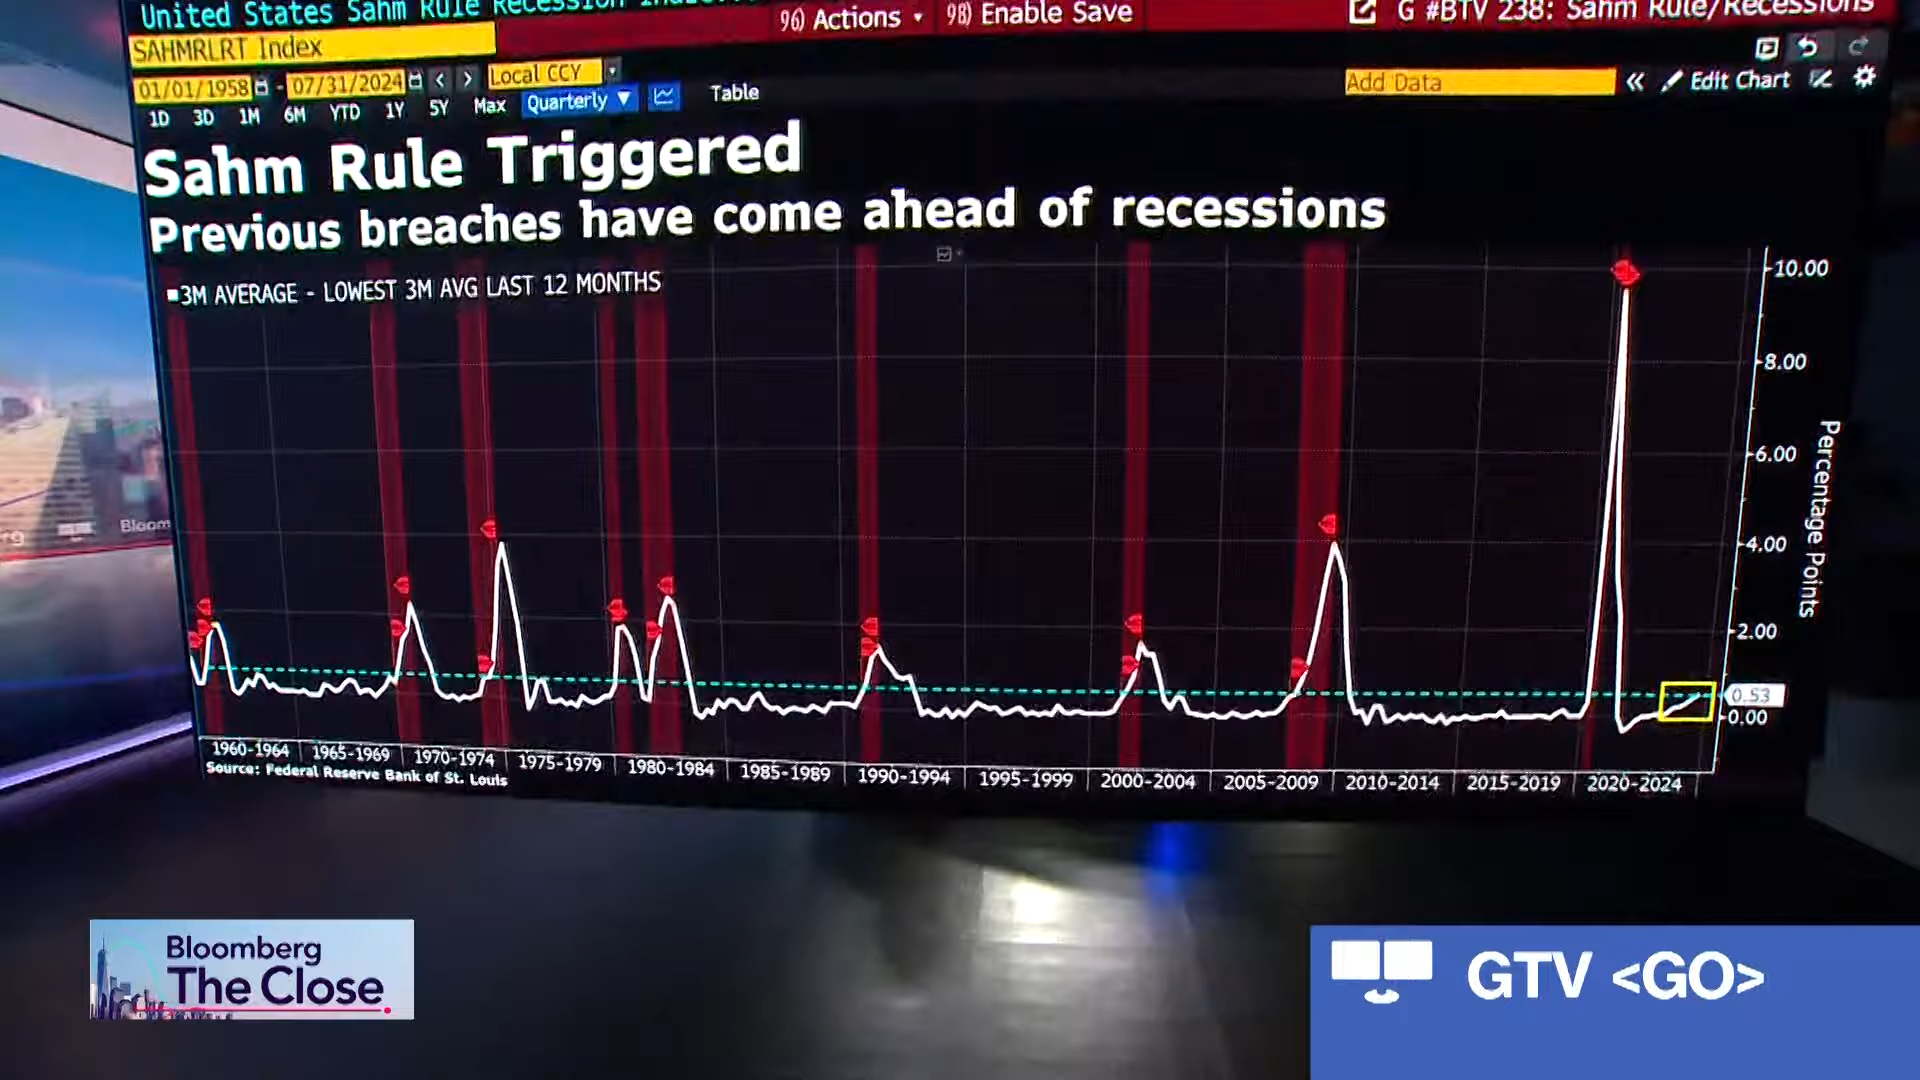 United States Sahm Rule Recession
96) Actions
98) Enable Save
G #BTV 238: Sahm Rule/Recessions
SAHMRLRT Index
01/01/1958 - 07/31/2024 < > Local CCY
Add Data « Edit Chart
1D 3D 1M 6M YTD 1Y 5Y Max Quarterly ▼ Table
Sahm Rule Triggered
Previous breaches have come ahead of recessions
3M AVERAGE - LOWEST 3M AVG LAST 12 MONTHS
10.00
8.00
6.00
4.00
2.00
0.53
0.00
Percentage Points
1960-1964 1965-1969 1970-1974 1975-1979 1980-1984 1985-1989 1990-1994 1995-1999 2000-2004 2005-2009 2010-2014 2015-2019 2020-2024
Source: Federal Reserve Bank of St. Louis
rg
Bloom
Bloomberg
The Close
GTV <GO>